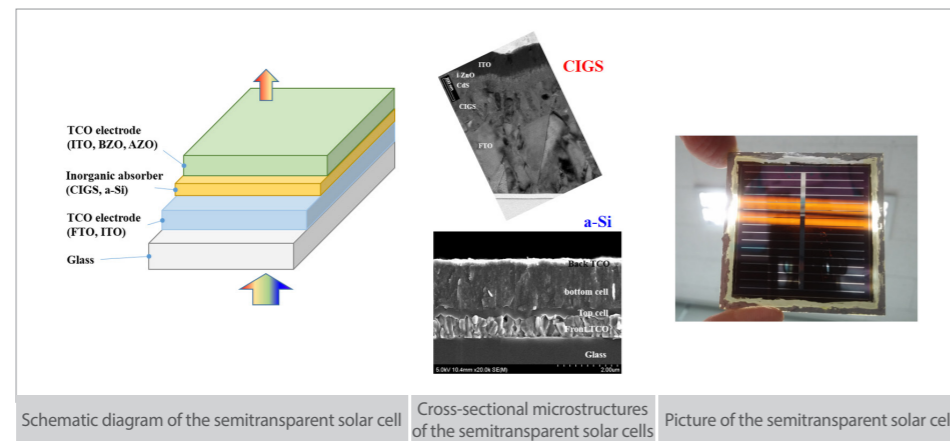 TCO electrode
(ITO, BZO, AZO)
Inorganic absorber
(CIGS, a-Si)
TCO electrode
(FTO, ITO)
Glass
ITO
i-ZnO
CdS
CIGS
FTO
CIGS
a-Si
Back TCO
bottom cell
Top cell
Front TCO
Glass
5.0kV 10.4mm x20.0k SE(M)
2.00um
Schematic diagram of the semitransparent solar cell
Cross-sectional microstructures
of the semitransparent solar cells
Picture of the semitransparent solar cel